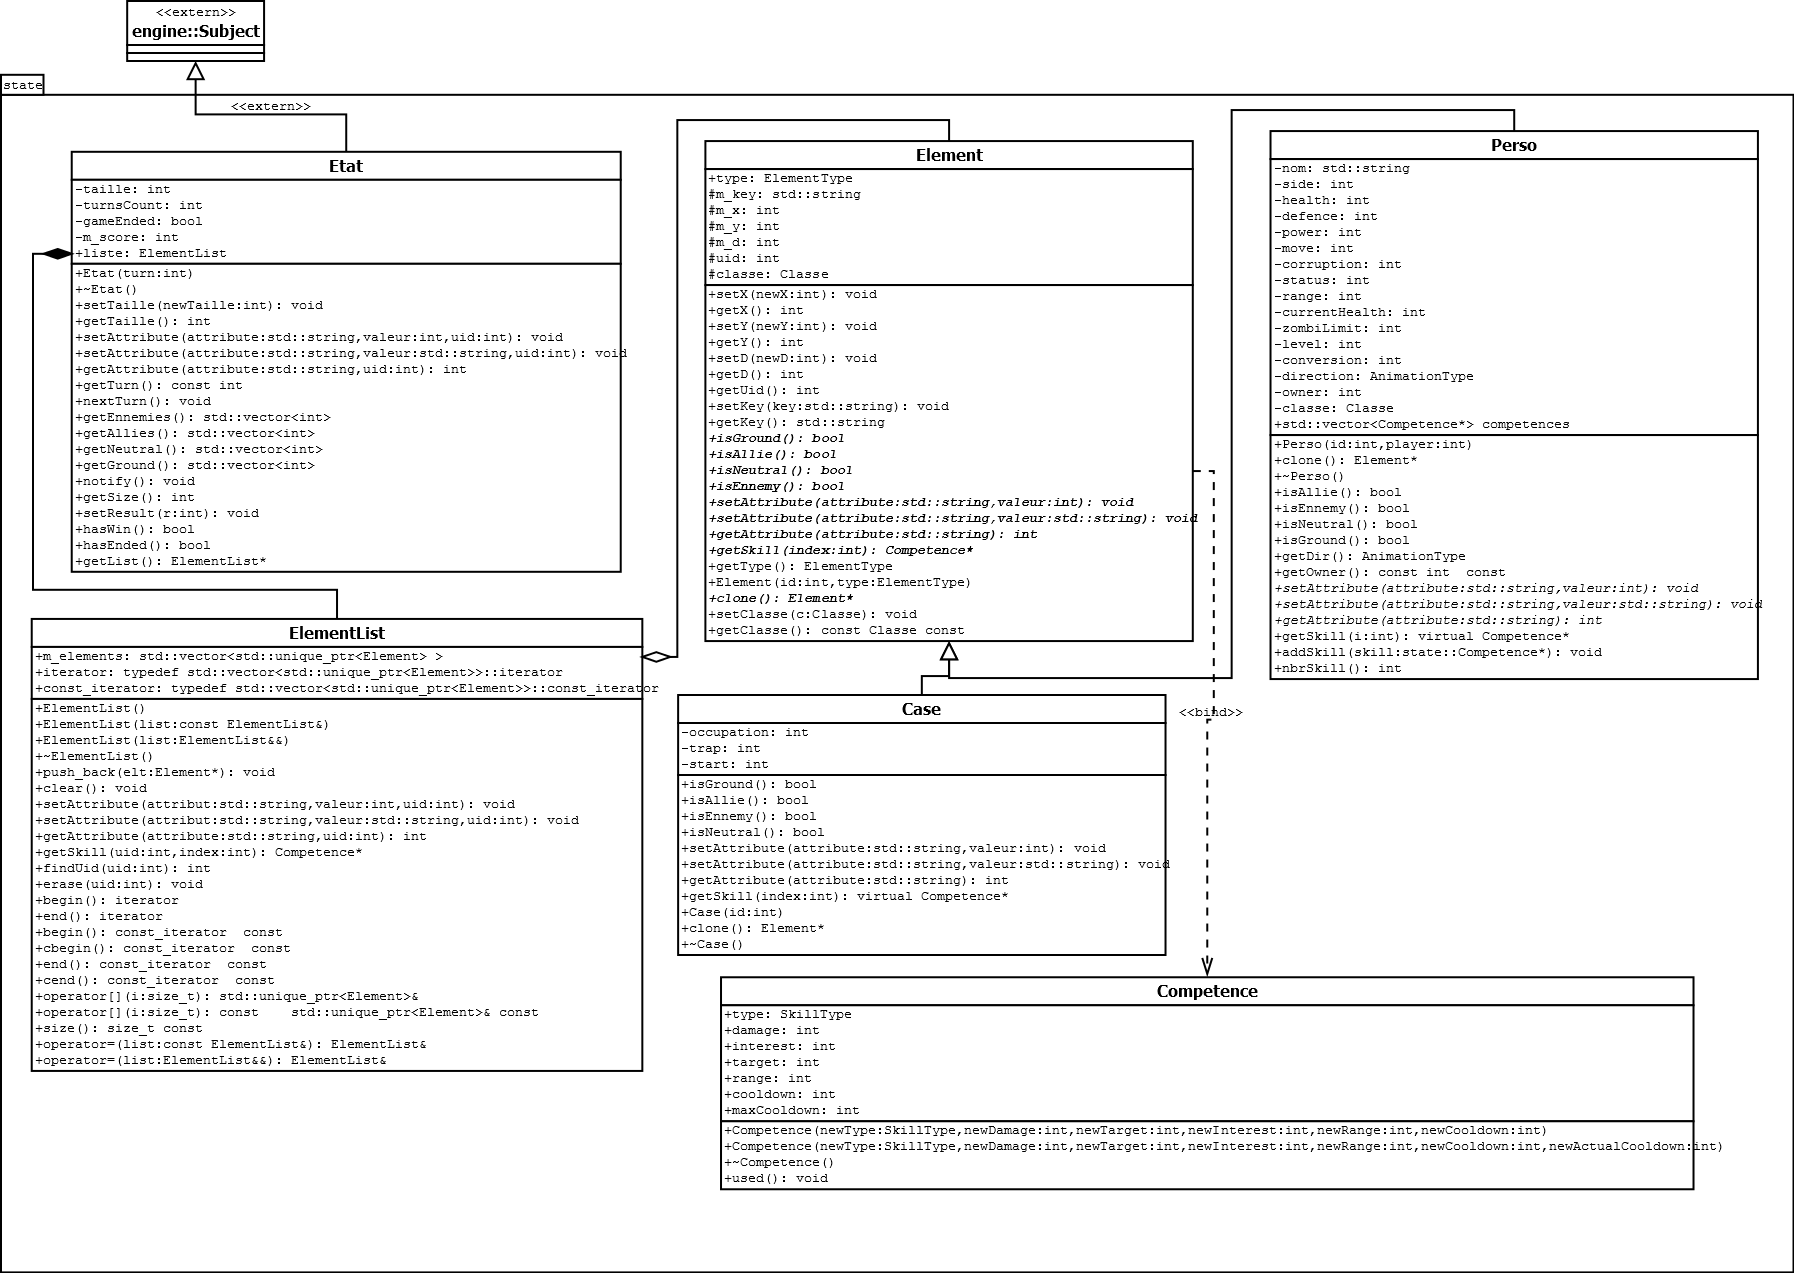 <<extern>>
engine::Subject
state
<<extern>>
Etat
-taille: int
-turnsCount: int
-gameEnded: bool
-m_score: int
+liste: ElementList
+Etat(turn:int)
+~Etat()
+setTaille(newTaille:int): void
+getTaille(): int
+setAttribute(attribute:std::string,valeur:int,uid:int): void
+setAttribute(attribute:std::string,valeur:std::string,uid:int): void
+getAttribute(attribute:std::string,uid:int): int
+getTurn(): const int
+nextTurn(): void
+getEnnemies(): std::vector<int>
+getAllies(): std::vector<int>
+getNeutral(): std::vector<int>
+getGround(): std::vector<int>
+notify(): void
+getSize(): int
+setResult(r:int): void
+hasWin(): bool
+hasEnded(): bool
+getList(): ElementList*
Element
+type: ElementType
#m_key: std::string
#m_x: int
#m_y: int
#m_d: int
#uid: int
#classe: Classe
+setX(newX:int): void
+getX(): int
+setY(newY:int): void
+getY(): int
+setD(newD:int): void
+getD(): int
+getUid(): int
+setKey(key:std::string): void
+getKey(): std::string
+isGround(): bool
+isAllie(): bool
+isNeutral(): bool
+isEnnemy(): bool
+setAttribute(attribute:std::string,valeur:int): void
+setAttribute(attribute:std::string,valeur:std::string): void
+getAttribute(attribute:std::string): int
+getSkill(index:int): Competence*
+getType(): ElementType
+Element(id:int,type:ElementType)
+clone(): Element*
+setClasse(c:Classe): void
+getClasse(): const Classe const
Perso
-nom: std::string
-side: int
-health: int
-defence: int
-power: int
-move: int
-corruption: int
-status: int
-range: int
-currentHealth: int
-zombiLimit: int
-level: int
-conversion: int
-direction: AnimationType
-owner: int
-classe: Classe
+std::vector<Competence*> competences
+Perso(id:int,player:int)
+clone(): Element*
+~Perso()
+isAllie(): bool
+isEnnemy(): bool
+isNeutral(): bool
+isGround(): bool
+getDir(): AnimationType
+getOwner(): const int  const
+setAttribute(attribute:std::string,valeur:int): void
+setAttribute(attribute:std::string,valeur:std::string): void
+getAttribute(attribute:std::string): int
+getSkill(i:int): virtual Competence*
+addSkill(skill:state::Competence*): void
+nbrSkill(): int
ElementList
+m_elements: std::vector<std::unique_ptr<Element> >
+iterator: typedef std::vector<std::unique_ptr<Element>>::iterator
+const_iterator: typedef std::vector<std::unique_ptr<Element>>::const_iterator
+ElementList()
+ElementList(list:const ElementList&)
+ElementList(list:ElementList&&)
+~ElementList()
+push_back(elt:Element*): void
+clear(): void
+setAttribute(attribut:std::string,valeur:int,uid:int): void
+setAttribute(attribut:std::string,valeur:std::string,uid:int): void
+getAttribute(attribute:std::string,uid:int): int
+getSkill(uid:int,index:int): Competence*
+findUid(uid:int): int
+erase(uid:int): void
+begin(): iterator
+end(): iterator
+begin(): const_iterator  const
+cbegin(): const_iterator  const
+end(): const_iterator  const
+cend(): const_iterator  const
+operator[](i:size_t): std::unique_ptr<Element>&
+operator[](i:size_t): const    std::unique_ptr<Element>& const
+size(): size_t const
+operator=(list:const ElementList&): ElementList&
+operator=(list:ElementList&&): ElementList&
Case
-occupation: int
-trap: int
-start: int
+isGround(): bool
+isAllie(): bool
+isEnnemy(): bool
+isNeutral(): bool
+setAttribute(attribute:std::string,valeur:int): void
+setAttribute(attribute:std::string,valeur:std::string): void
+getAttribute(attribute:std::string): int
+getSkill(index:int): virtual Competence*
+Case(id:int)
+clone(): Element*
+~Case()
<<bind>>
Competence
+type: SkillType
+damage: int
+interest: int
+target: int
+range: int
+cooldown: int
+maxCooldown: int
+Competence(newType:SkillType,newDamage:int,newTarget:int,newInterest:int,newRange:int,newCooldown:int)
+Competence(newType:SkillType,newDamage:int,newTarget:int,newInterest:int,newRange:int,newCooldown:int,newActualCooldown:int)
+~Competence()
+used(): void